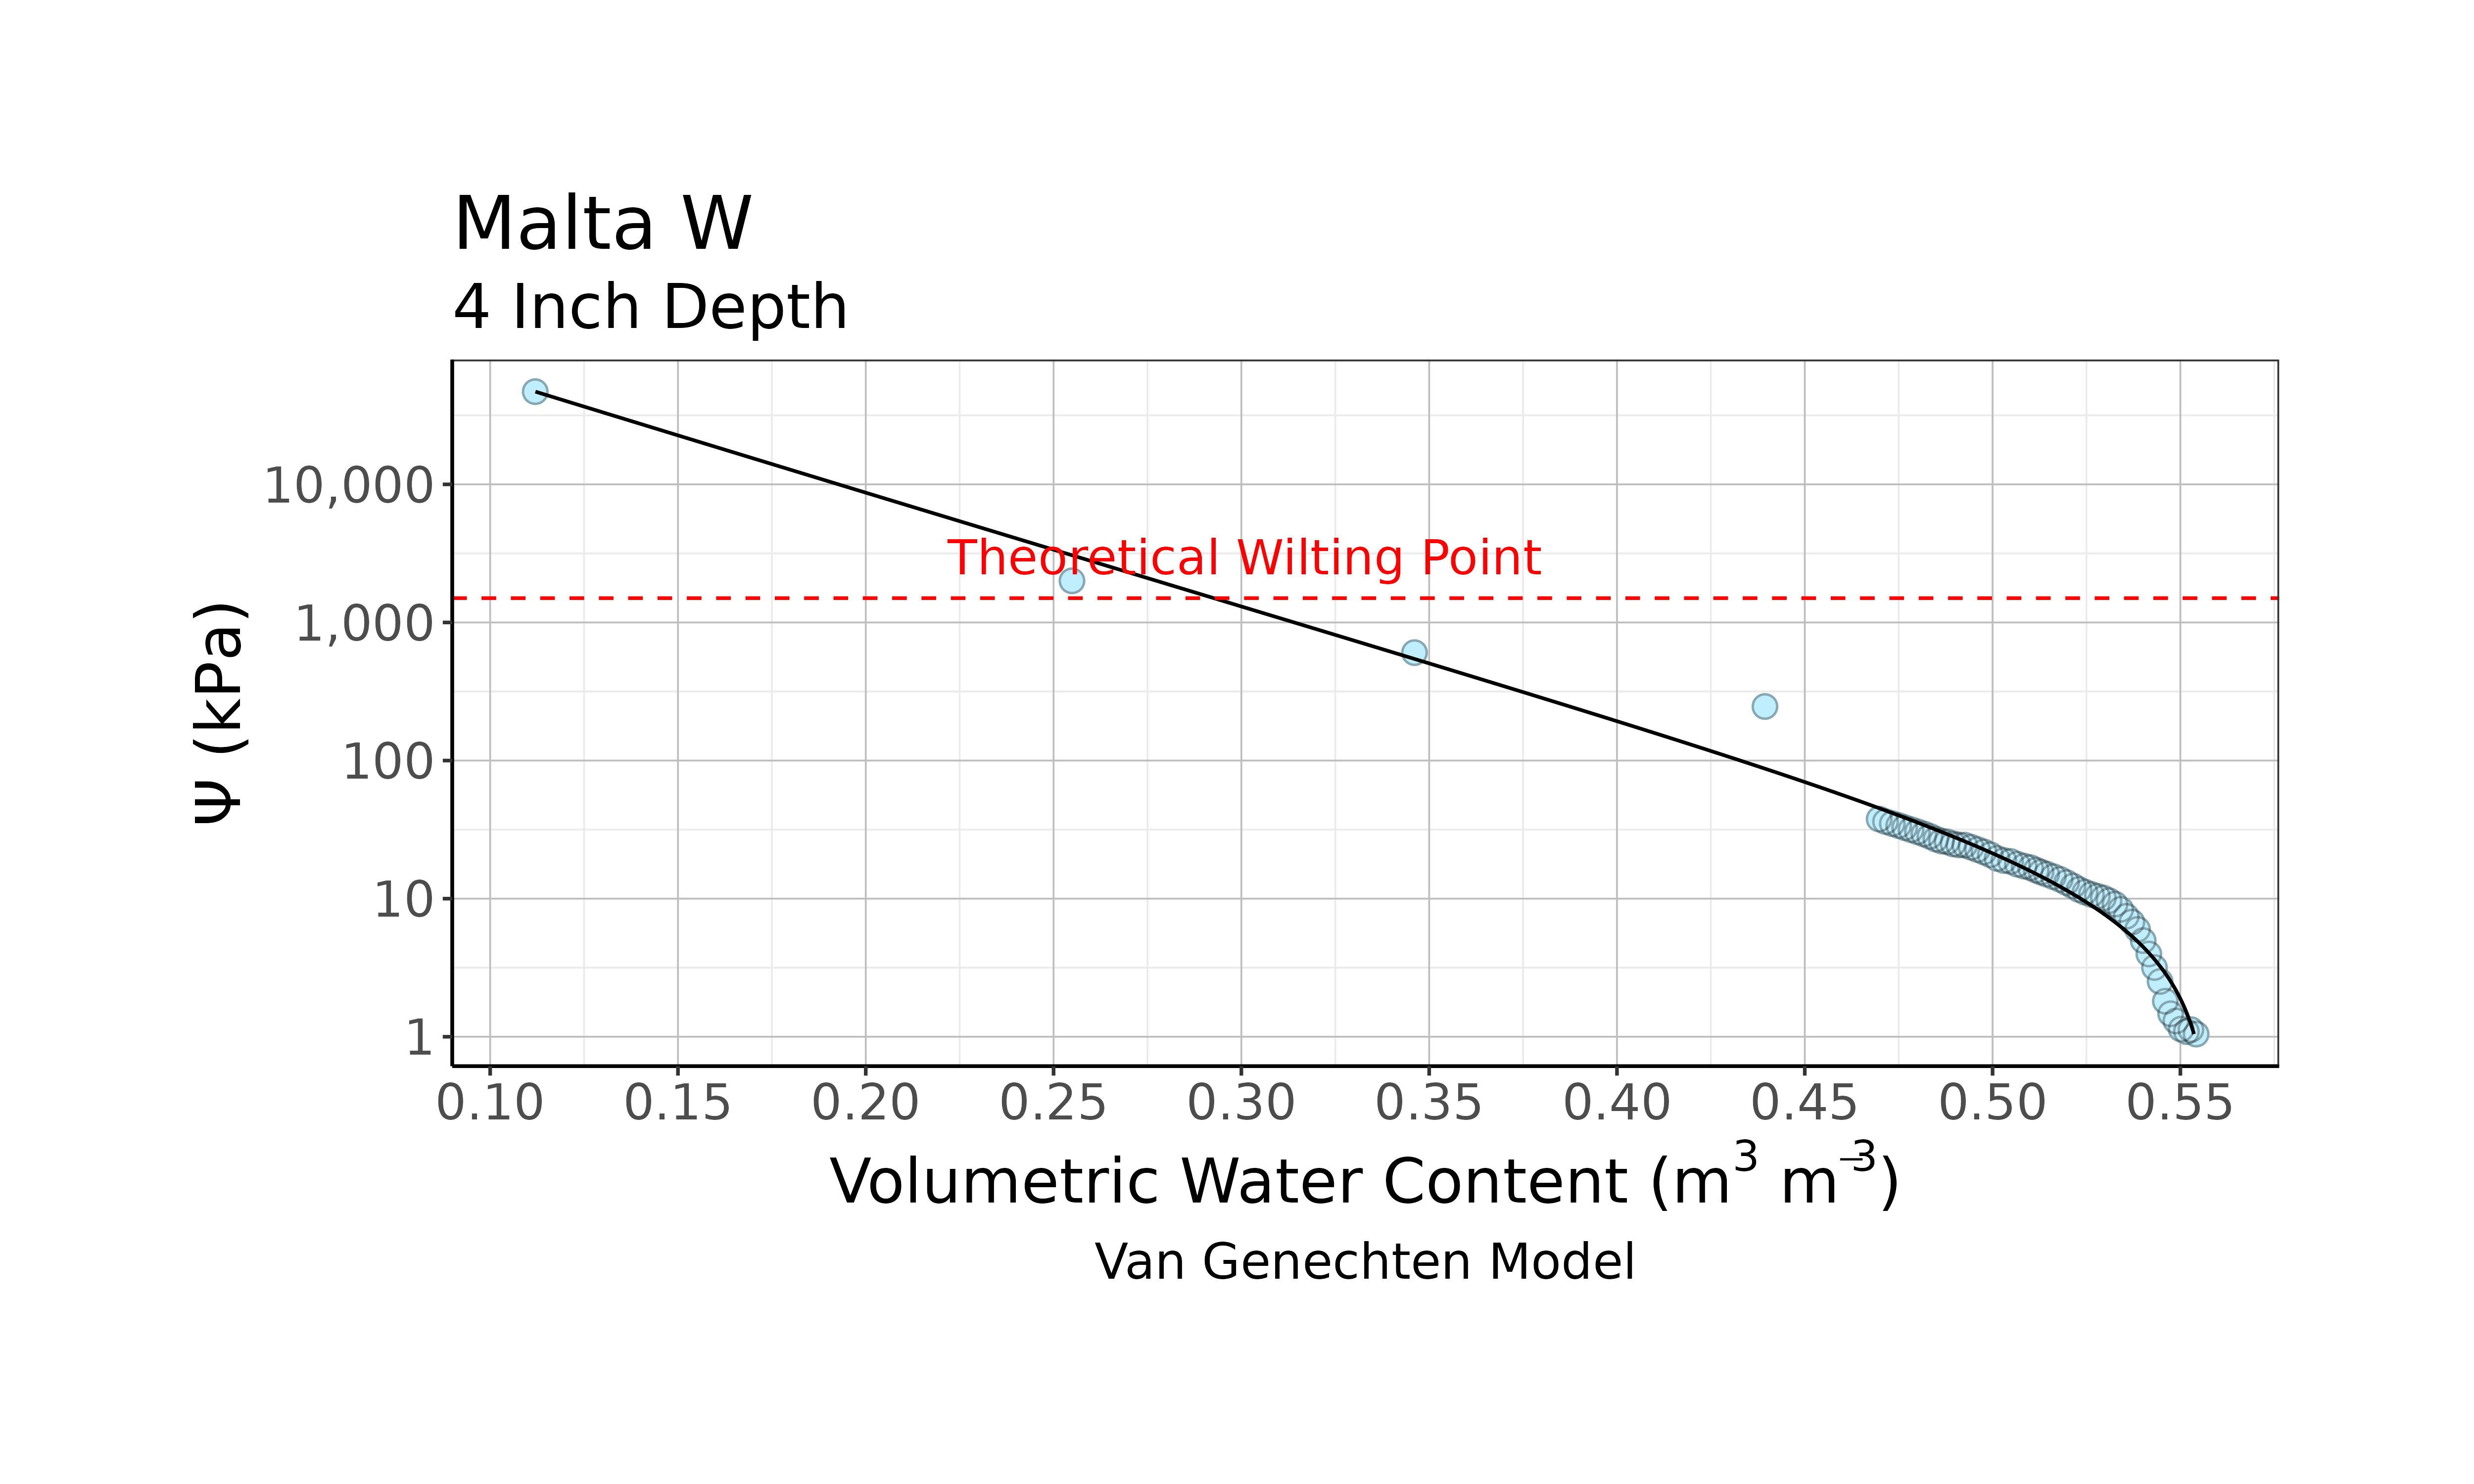 Malta W
4 Inch Depth
Ψ (kPa)
10,000
1,000
100
10
1
Theoretical Wilting Point
0.10 0.15 0.20 0.25 0.30 0.35 0.40 0.45 0.50 0.55
Volumetric Water Content (m³ m⁻³)
Van Genechten Model